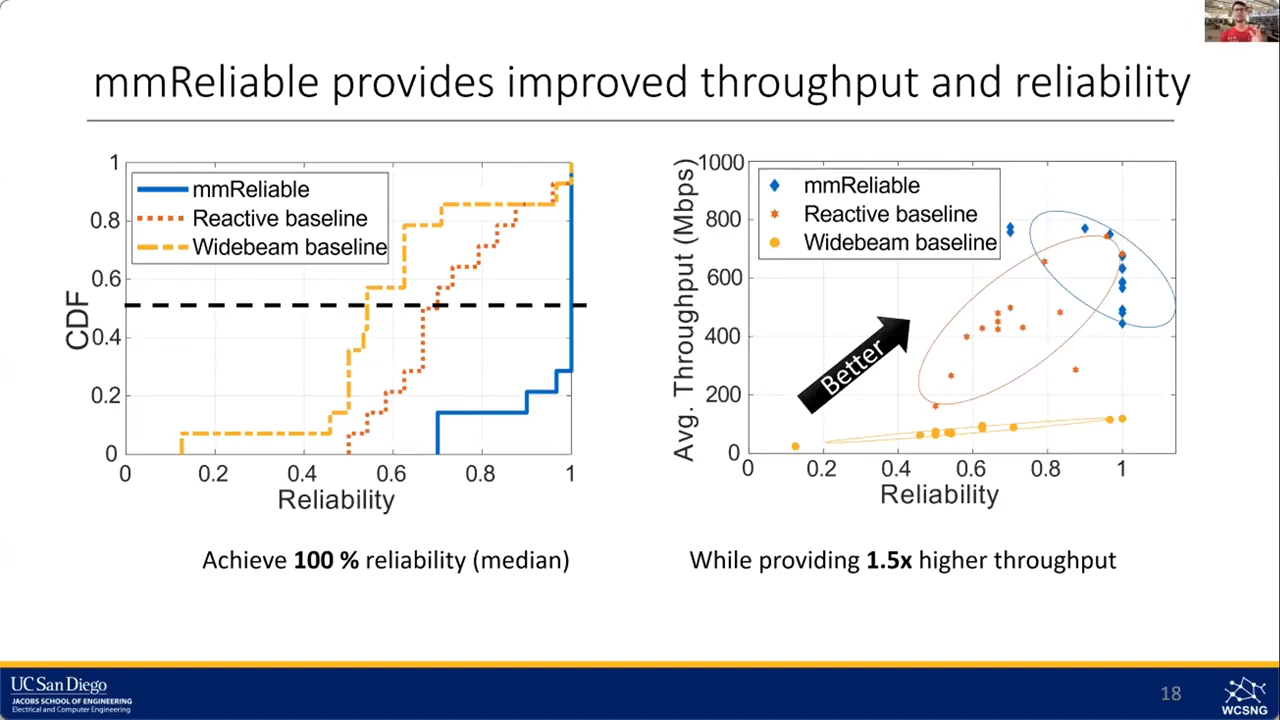 mmReliable provides improved throughput and reliability
1
0.8
0.6
0.4
0.2
0
CDF
mmReliable
Reactive baseline
Widebeam baseline
0
0.2
0.4
0.6
0.8
1
Reliability
Achieve 100 % reliability (median)
1000
800
600
400
200
0
Avg. Throughput (Mbps)
mmReliable
Reactive baseline
Widebeam baseline
Better
0
0.2
0.4
0.6
0.8
1
Reliability
While providing 1.5x higher throughput
UC San Diego
JACOBS SCHOOL OF ENGINEERING
Electrical and Computer Engineering
18
WCSNG